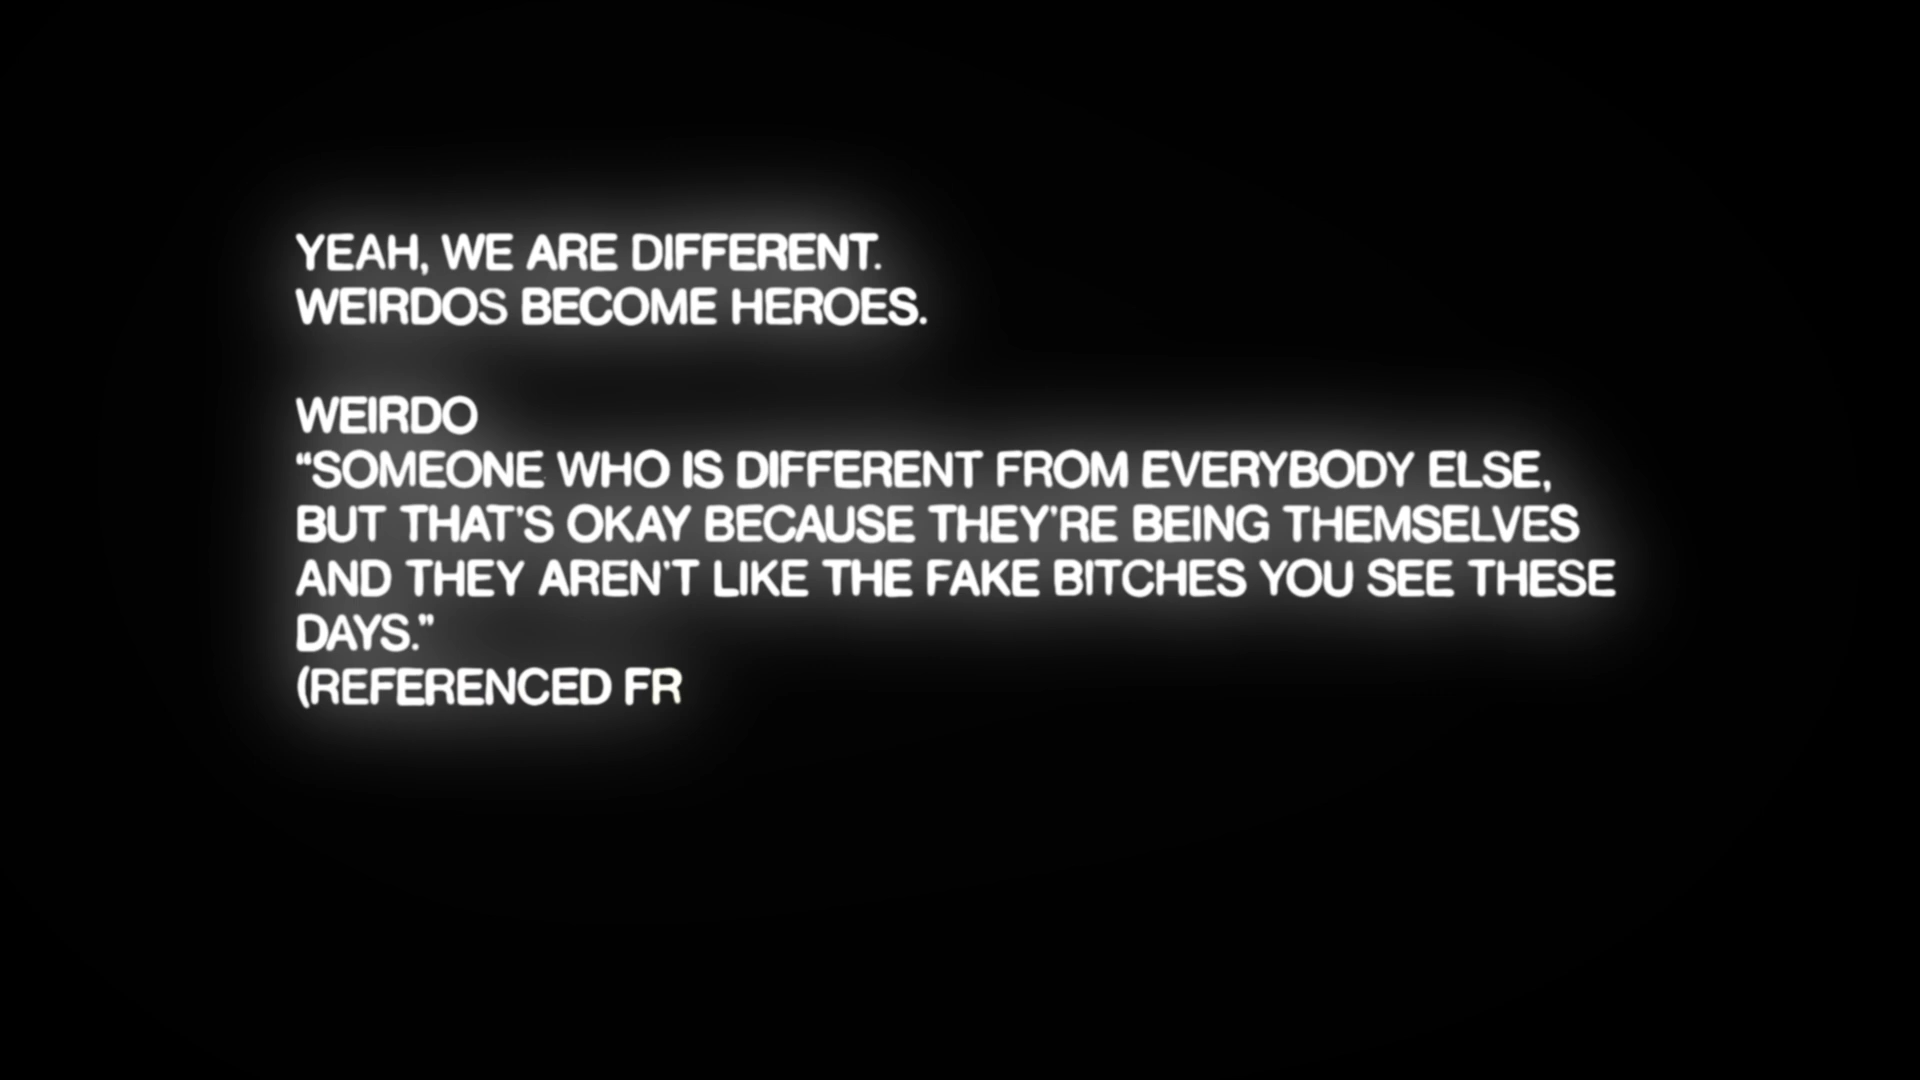 YEAH, WE ARE DIFFERENT.
WEIRDOS BECOME HEROES.
WEIRDO
“SOMEONE WHO IS DIFFERENT FROM EVERYBODY ELSE,
BUT THAT'S OKAY BECAUSE THEY'RE BEING THEMSELVES
AND THEY AREN'T LIKE THE FAKE BITCHES YOU SEE THESE
DAYS.”
(REFERENCED FR